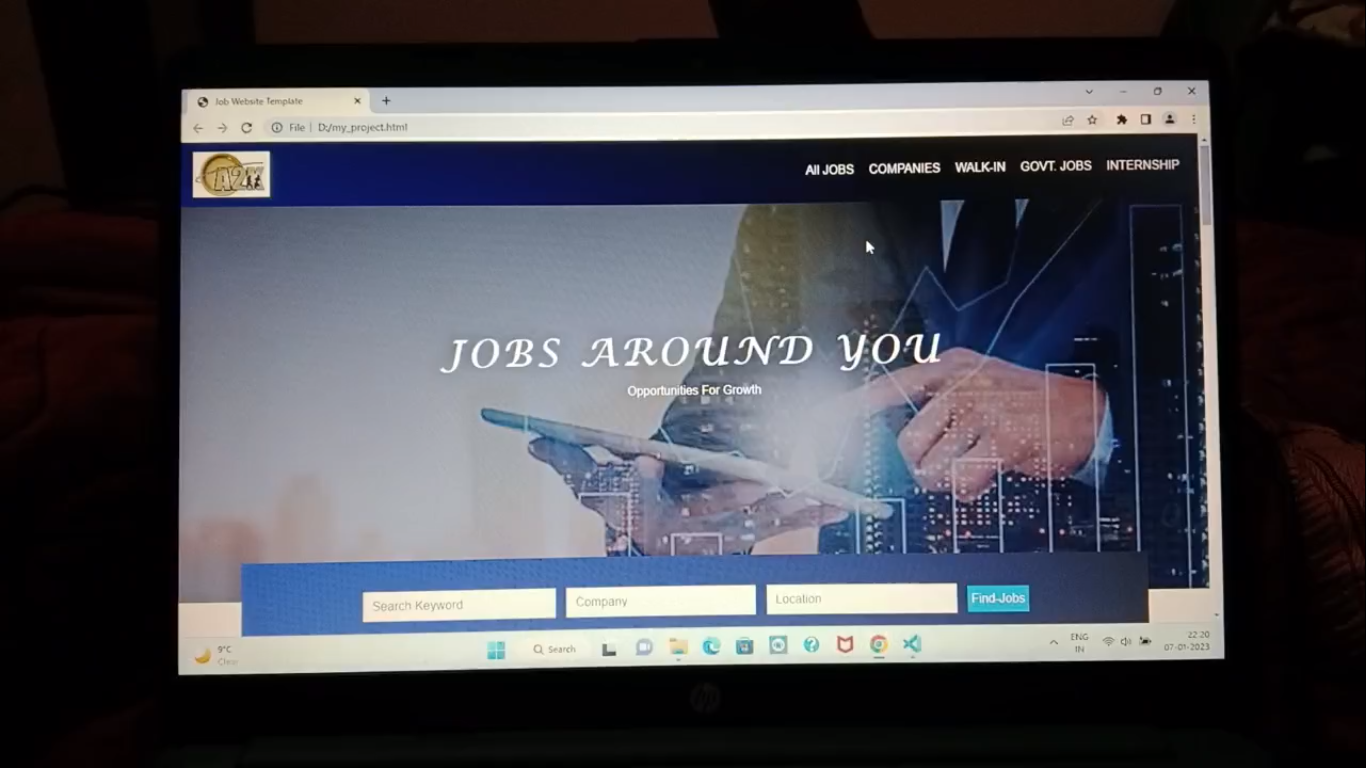 Job Website Template
File D:/my_project.html
A2K
All JOBS COMPANIES WALK-IN GOVT. JOBS INTERNSHIP
JOBS AROUND YOU
Opportunities For Growth
Search Keyword Company Location Find-Jobs
9°C
Clear
Search
ENG
IN
22:20
07-01-2023
hp